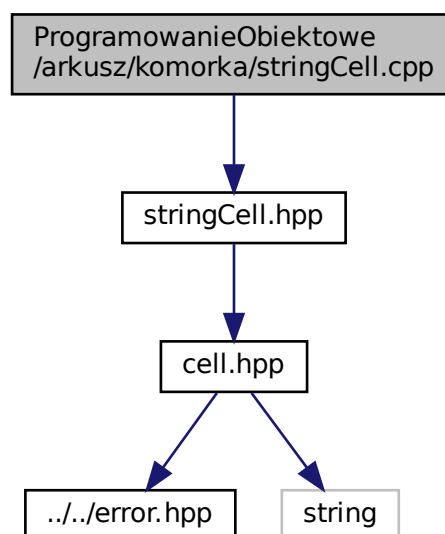 ProgramowanieObiektowe
/arkusz/komorka/stringCell.cpp
stringCell.hpp
cell.hpp
../../error.hpp
string